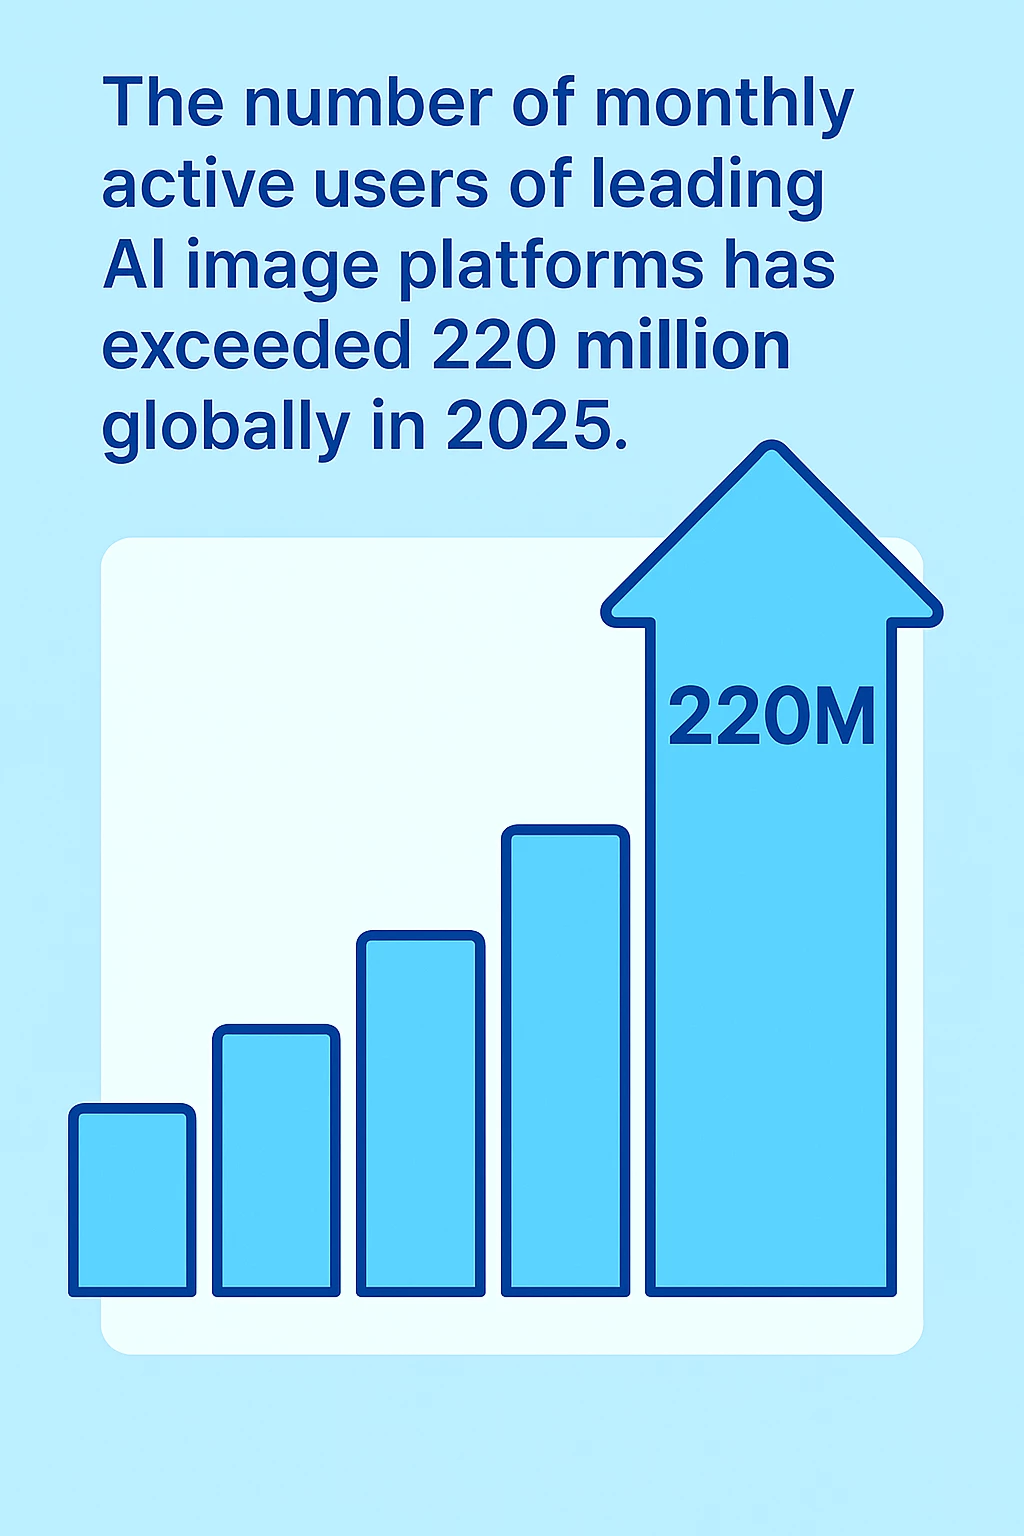 The number of monthly
active users of leading
AI image platforms has
exceeded 220 million
globally in 2025.
220M